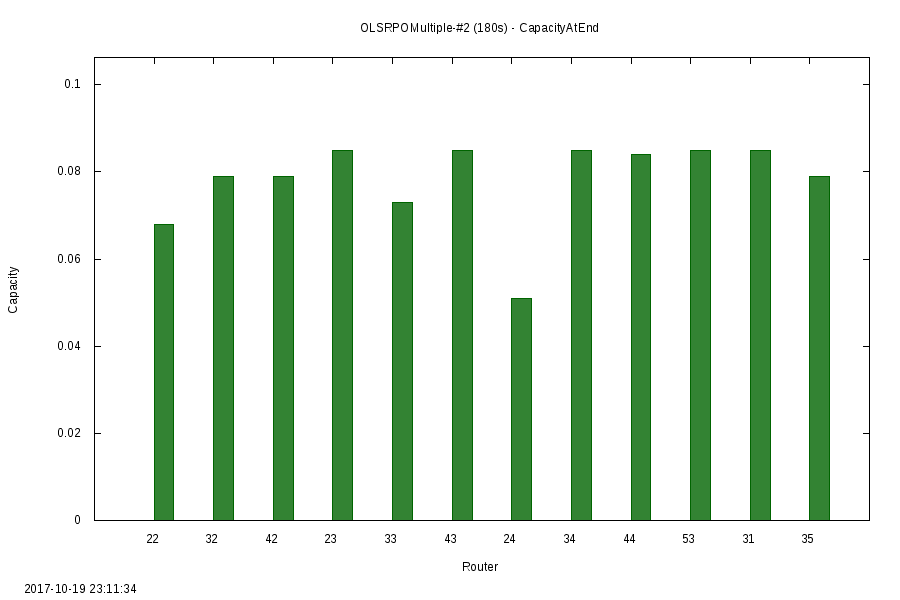 OLSRPOMultiple-#2 (180s) - CapacityAtEnd
0.1
0.08
0.06
0.04
0.02
0
Capacity
22 32 42 23 33 43 24 34 44 53 31 35
Router
2017-10-19 23:11:34